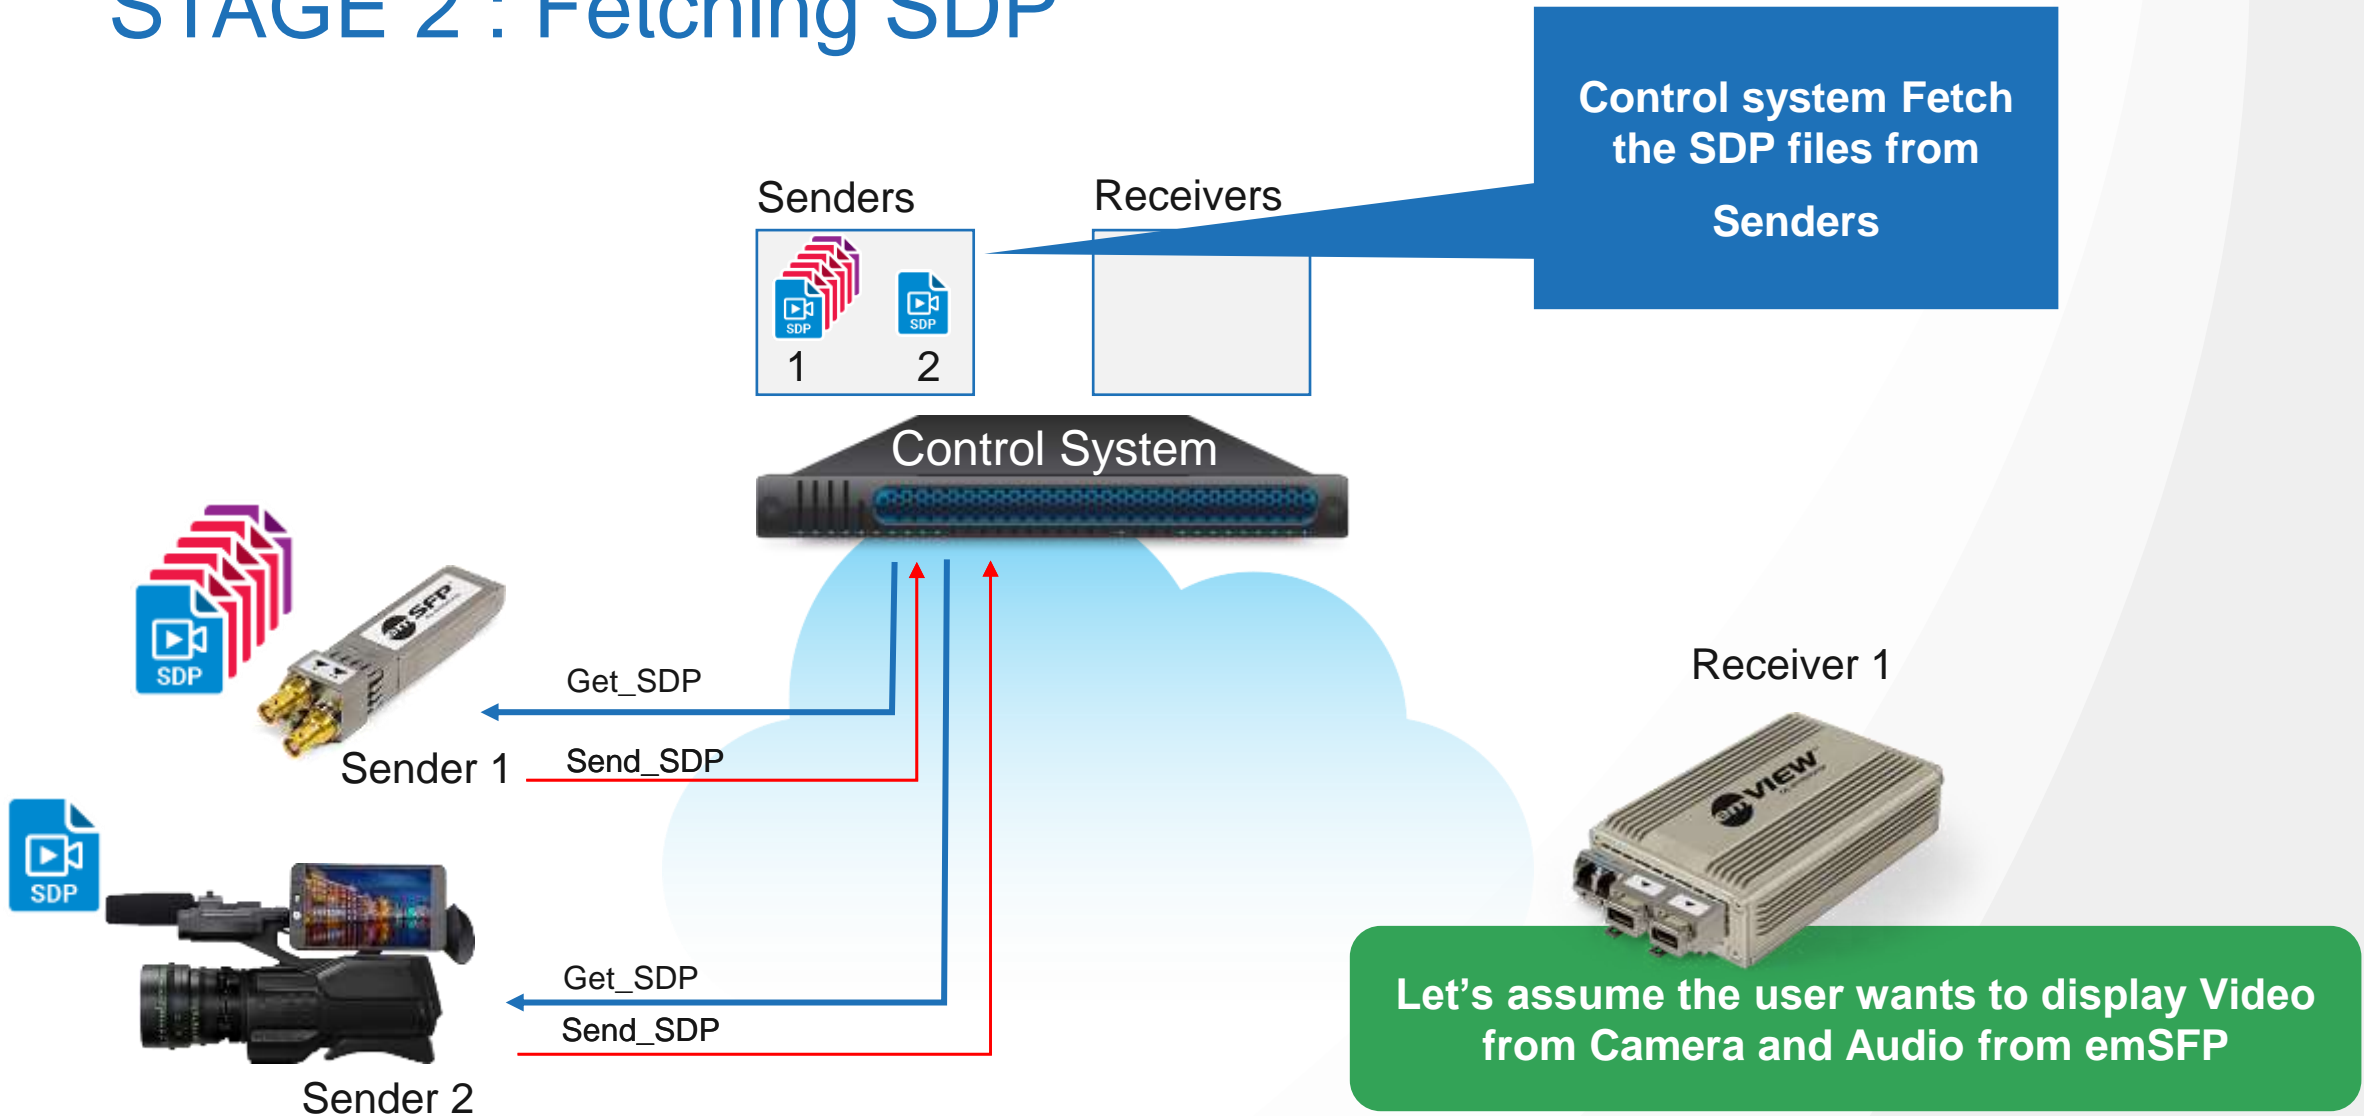 STAGE 2 : Fetching SDP
Control system Fetch
the SDP files from
Senders
Senders
Receivers
SDP
SDP
1
2
Control System
SDP
SFP
Get_SDP
Sender 1
Send_SDP
Receiver 1
VIEW
SDP
Get_SDP
Send_SDP
Sender 2
Let’s assume the user wants to display Video
from Camera and Audio from emSFP